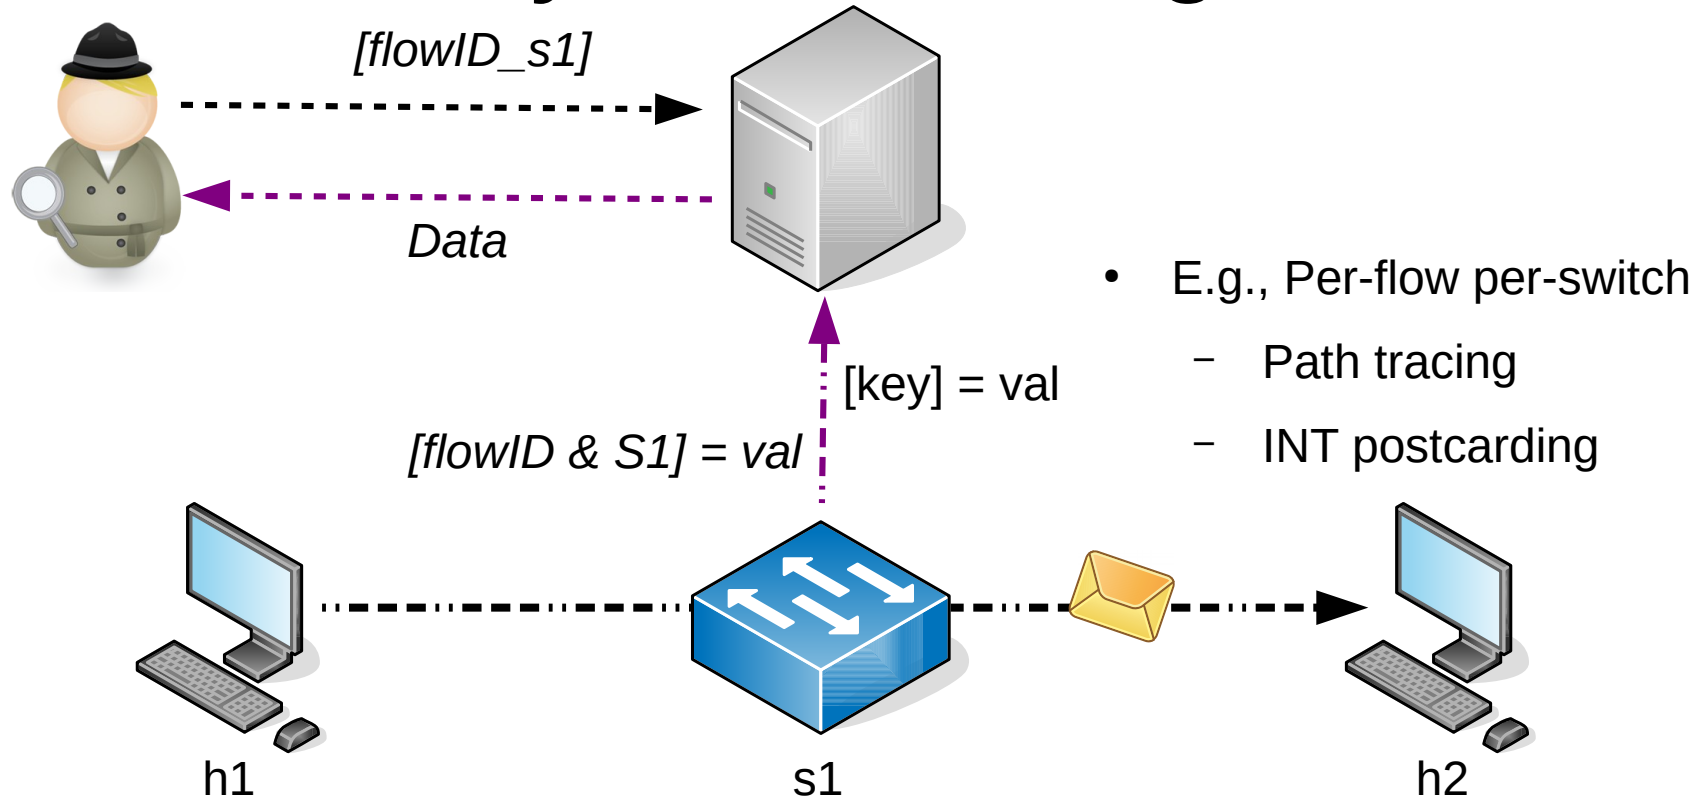 [flowID_s1]
Data
• E.g., Per-flow per-switch
– Path tracing
[key] = val
– INT postcarding
[flowID & S1] = val
h1
s1
h2